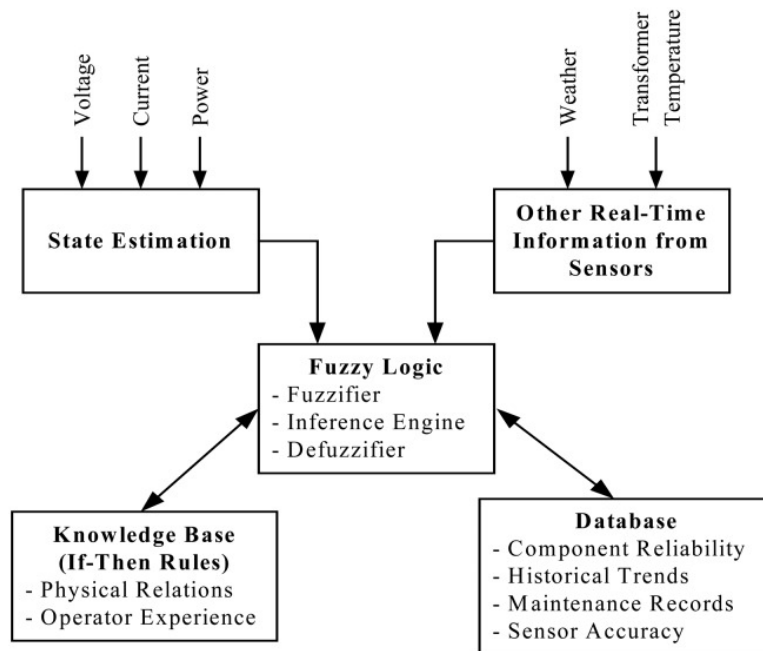 Voltage
Current
Power
Weather
Transformer
Temperature
State Estimation
Other Real-Time
Information from
Sensors
Fuzzy Logic
- Fuzzifier
- Inference Engine
- Defuzzifier
Knowledge Base
(If-Then Rules)
- Physical Relations
- Operator Experience
Database
- Component Reliability
- Historical Trends
- Maintenance Records
- Sensor Accuracy